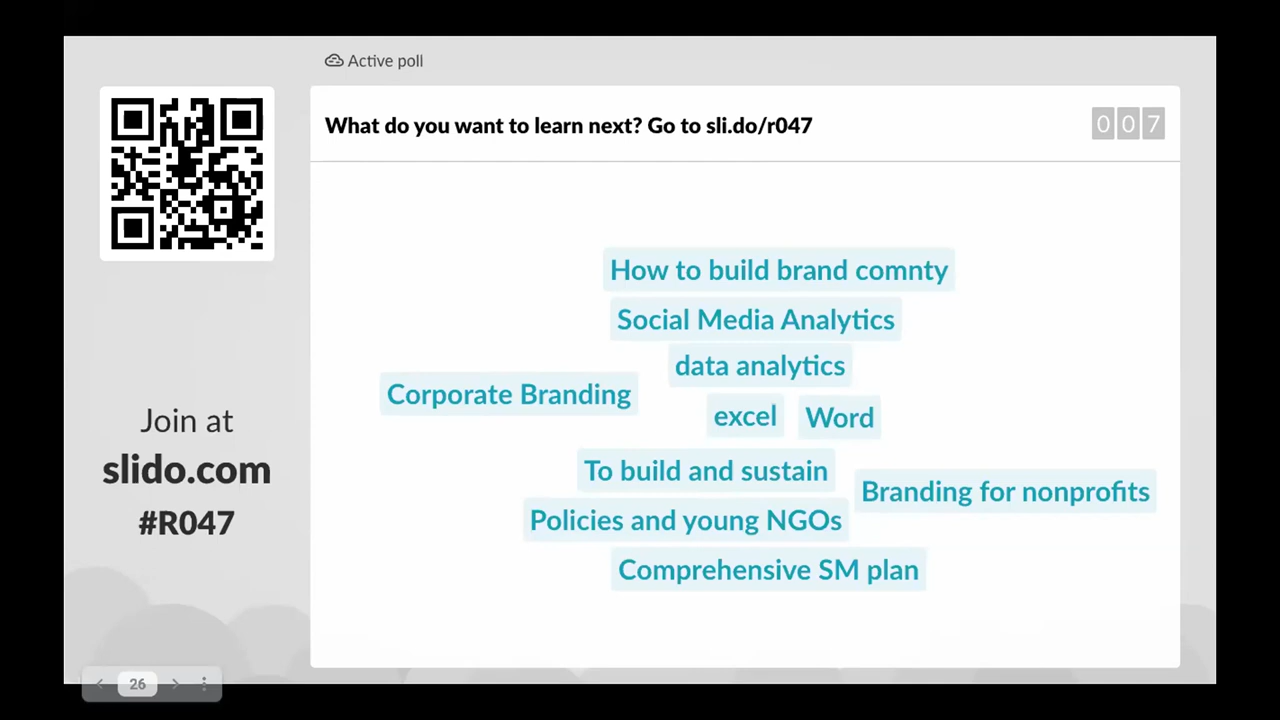 Active poll
What do you want to learn next? Go to sli.do/r047
007
How to build brand comnty
Social Media Analytics
data analytics
Corporate Branding
excel Word
To build and sustain
Branding for nonprofits
Policies and young NGOs
Comprehensive SM plan
Join at
slido.com
#R047
26